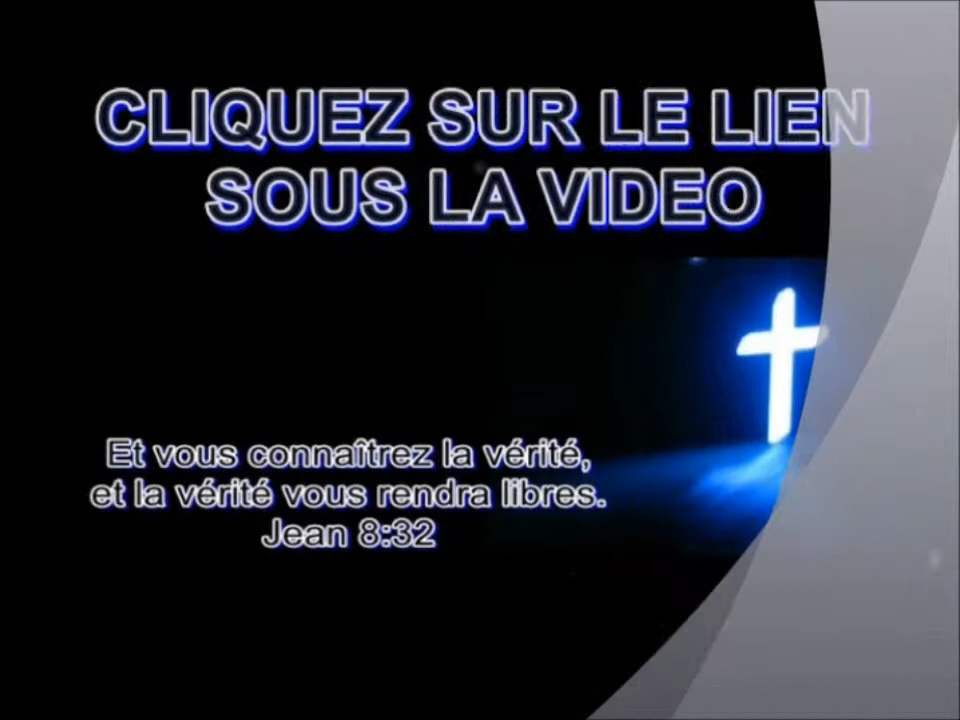 CLIQUEZ SUR LE LIEN
SOUS LA VIDEO
Et vous connaîtrez la vérité,
et la vérité vous rendra libres.
Jean 8:32